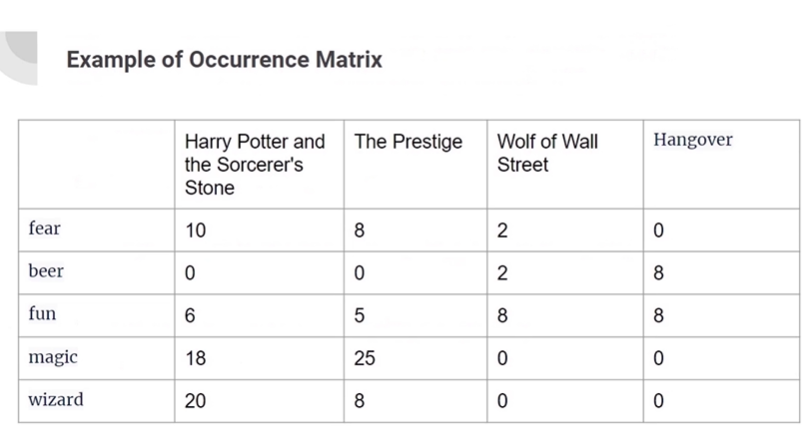 Example of Occurrence Matrix
Harry Potter and the Sorcerer's Stone The Prestige Wolf of Wall Street Hangover
fear 10 8 2 0
beer 0 0 2 8
fun 6 5 8 8
magic 18 25 0 0
wizard 20 8 0 0